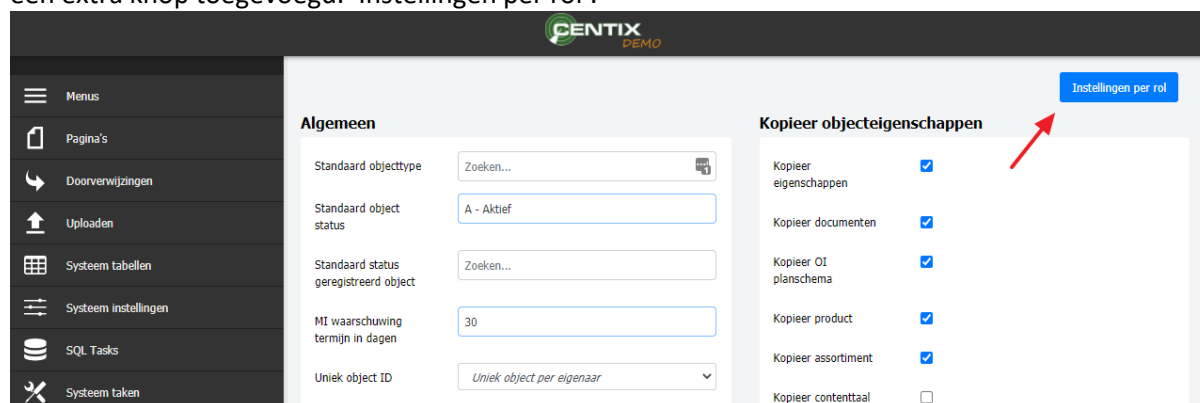 een extra knop toegevoegd: 'Instellingen per rol'.
CENTIX
DEMO
Instellingen per rol
Menus
Pagina's
Doorverwijzingen
Uploaden
Systeem tabellen
Systeem instellingen
SQL Tasks
Systeem taken
Algemeen
Standaard objecttype
Zoeken...
1
Standaard object
status
A - Aktief
Standaard status
geregistreerd object
Zoeken...
MI waarschuwing
termijn in dagen
30
Uniek object ID
Uniek object per eigenaar
Kopieer objecteigenschappen
Kopieer
eigenschappen
Kopieer documenten
Kopieer OI
planschema
Kopieer product
Kopieer assortiment
Kopieer contenttaal